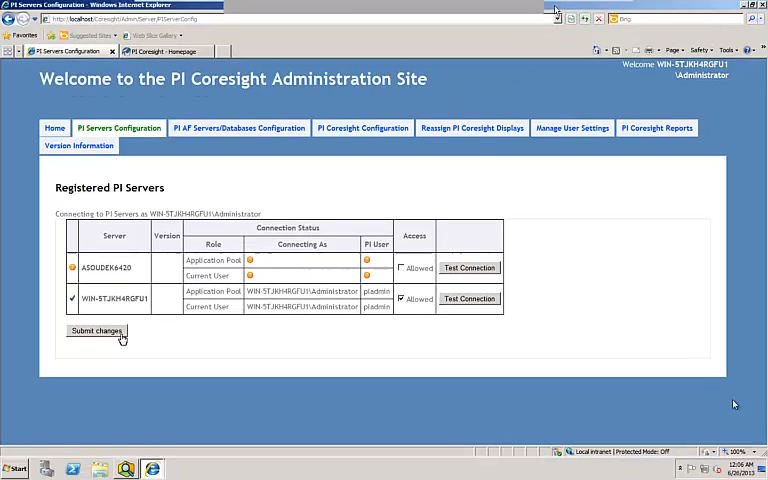 PI Servers Configuration - Windows Internet Explorer
http://localhost/Coresight/Admin/Server/PIServerConfig
Bing
Favorites
Suggested Sites
Web Slice Gallery
PI Servers Configuration
PI Coresight - Homepage
Page
Safety
Tools
Welcome to the PI Coresight Administration Site
Welcome WIN-5TJKH4RGFU1
\Administrator
Home
PI Servers Configuration
PI AF Servers/Databases Configuration
PI Coresight Configuration
Reassign PI Coresight Displays
Manage User Settings
PI Coresight Reports
Version Information
Registered PI Servers
Connecting to PI Servers as WIN-5TJKH4RGFU1\Administrator
Server
Version
Connection Status
Access
Role
Connecting As
PI User
ASOUDEK6420
Application Pool
Current User
Allowed
Test Connection
WIN-5TJKH4RGFU1
Application Pool
WIN-5TJKH4RGFU1\Administrator
piadmin
Current User
WIN-5TJKH4RGFU1\Administrator
piadmin
Allowed
Test Connection
Submit changes
Local intranet | Protected Mode: Off
100%
Start
12:06 AM
6/26/2013